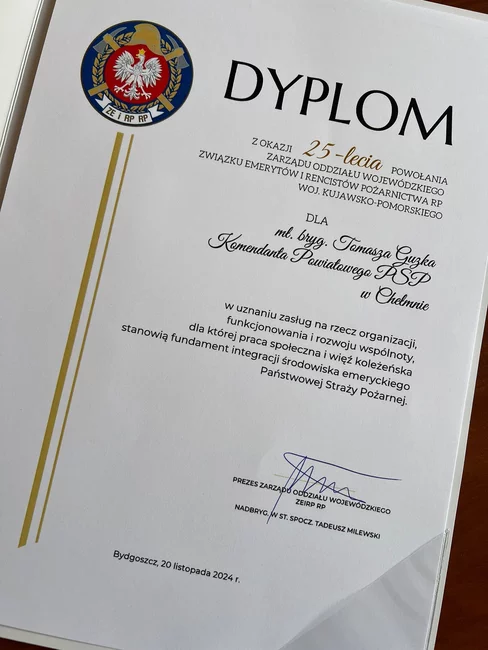 ZE i RP RP
DYPLOM
Z OKAZJI 25-lecia POWOŁANIA
ZARZĄDU ODDZIAŁU WOJEWÓDZKIEGO
ZWIĄZKU EMERYTÓW I RENCISTÓW POŻARNICTWA RP
WOJ. KUJAWSKO-POMORSKIEGO
DLA
mł. bryg. Tomasza Guzka
Komendanta Powiatowego PSP
w Chełmnie
w uznaniu zasług na rzecz organizacji,
funkcjonowania i rozwoju wspólnoty,
dla której praca społeczna i więź koleżeńska
stanowią fundament integracji środowiska emeryckiego
Państwowej Straży Pożarnej.
PREZES ZARZĄDU ODDZIAŁU WOJEWÓDZKIEGO
ZEIRP RP
NADBRYG. W ST. SPOCZ. TADEUSZ MILEWSKI
Bydgoszcz, 20 listopada 2024 r.